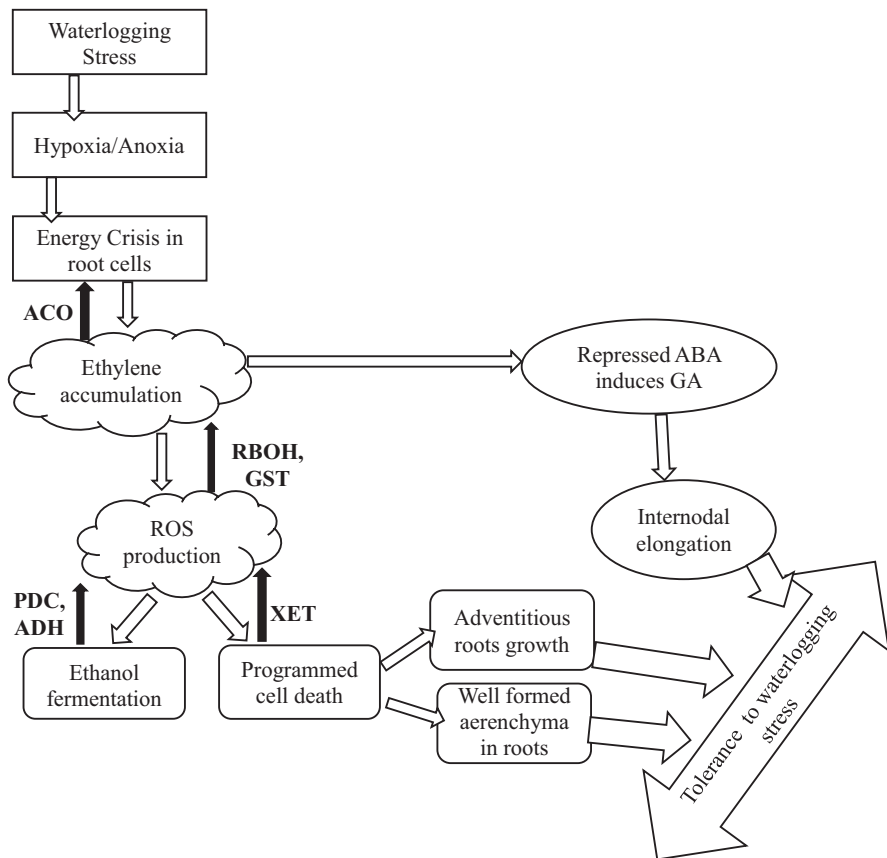 Waterlogging
Stress
Hypoxia/Anoxia
Energy Crisis in
root cells
ACO
Ethylene
accumulation
Repressed ABA
induces GA
RBOH,
GST
ROS
production
Internodal
elongation
PDC,
ADH
XET
Ethanol
fermentation
Programmed
cell death
Adventitious
roots growth
Well formed
aerenchyma
in roots
Tolerance to waterlogging
stress